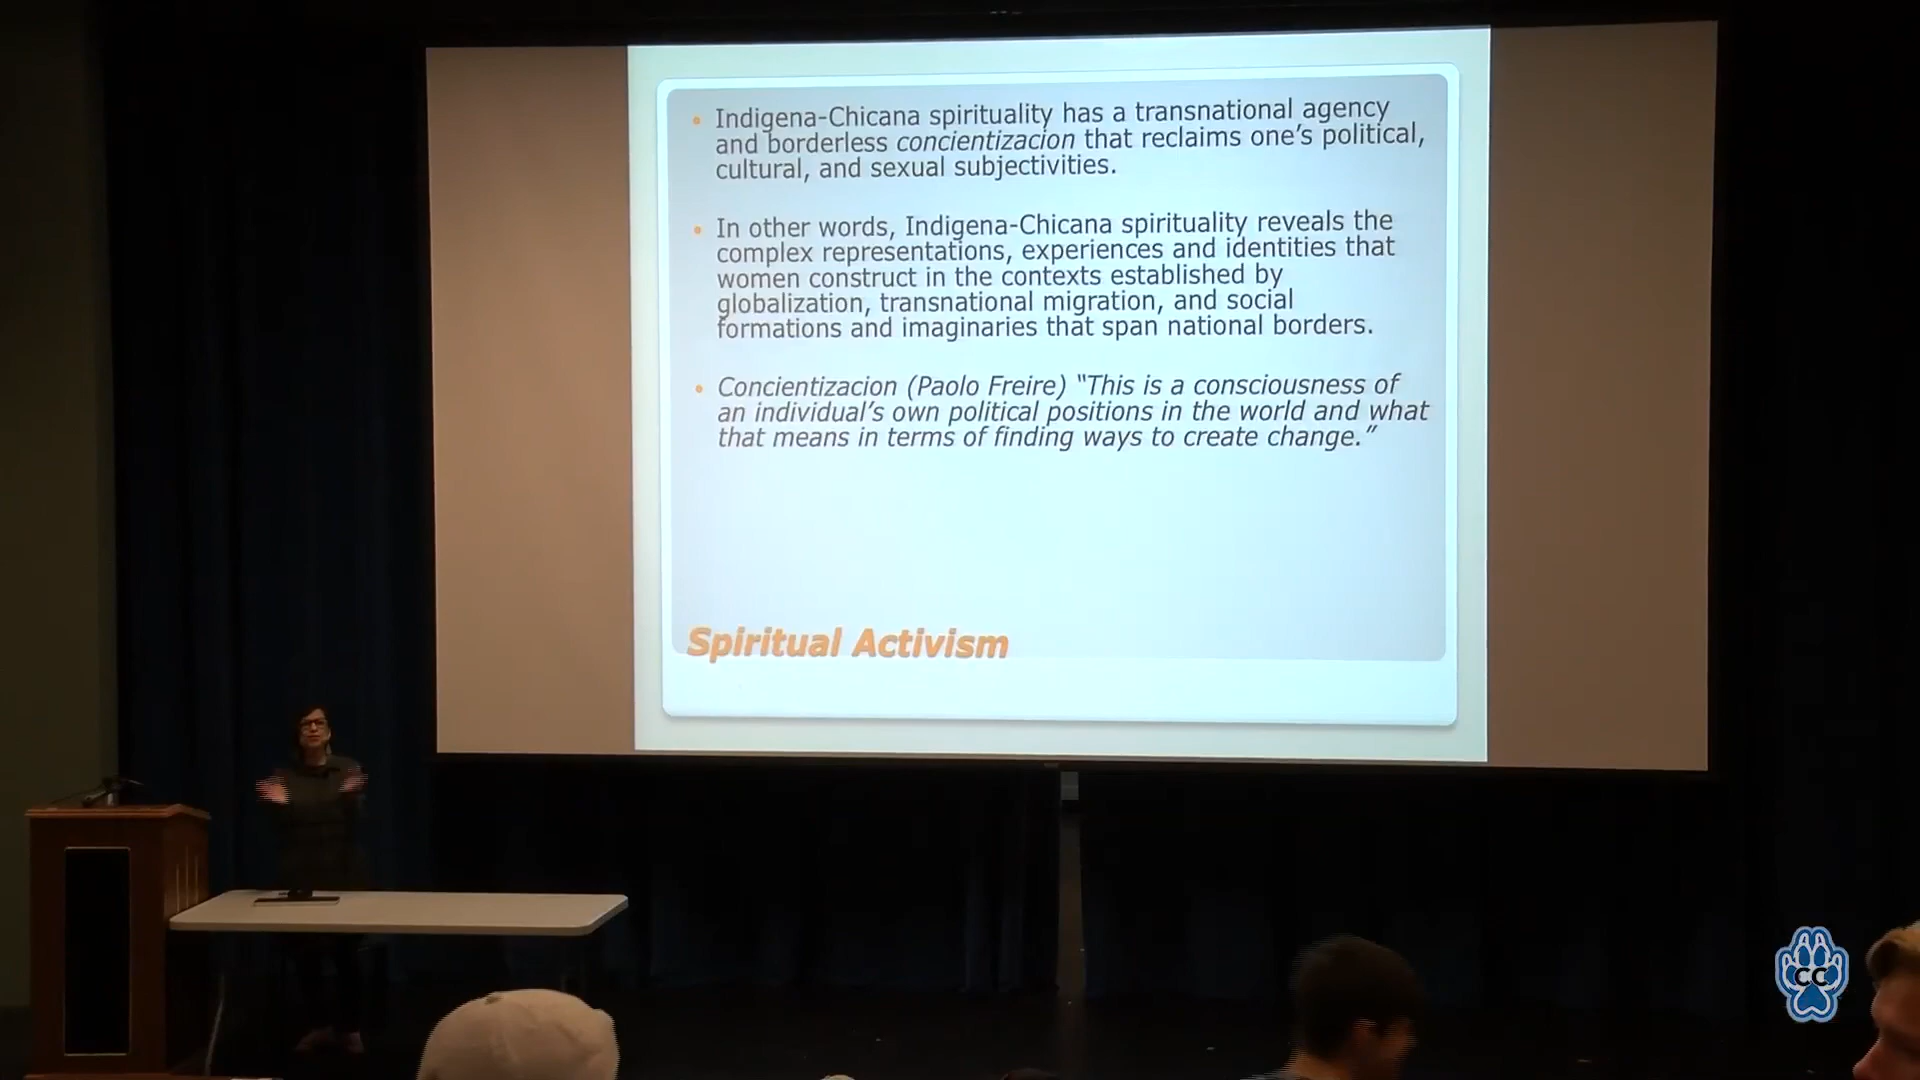 Indigena-Chicana spirituality has a transnational agency
and borderless concientizacion that reclaims one's political,
cultural, and sexual subjectivities.
In other words, Indigena-Chicana spirituality reveals the
complex representations, experiences and identities that
women construct in the contexts established by
globalization, transnational migration, and social
formations and imaginaries that span national borders.
Concientizacion (Paolo Freire) "This is a consciousness of
an individual's own political positions in the world and what
that means in terms of finding ways to create change."
Spiritual Activism
CC